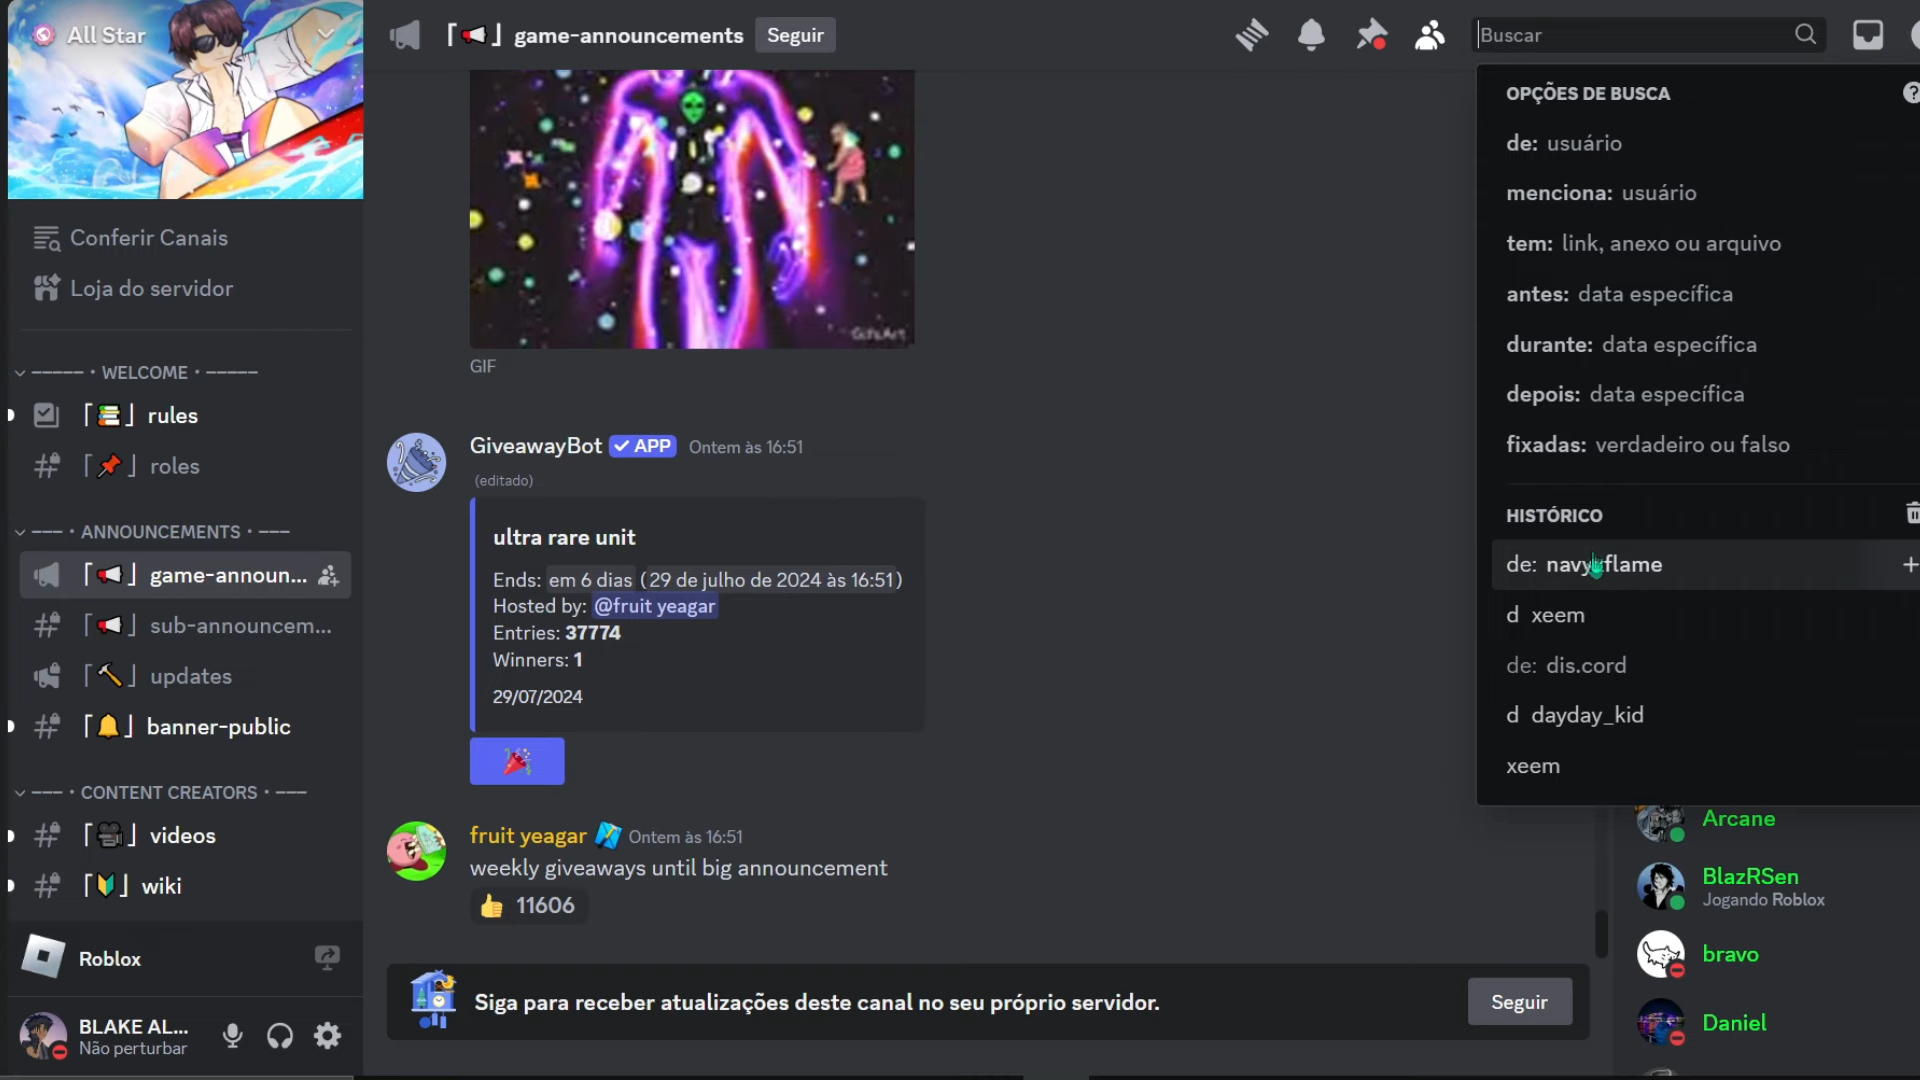 All Star
Conferir Canais
Loja do servidor
----- • WELCOME • -----
「📚」 rules
「📌」 roles
--- • ANNOUNCEMENTS • ---
「📢」 game-announ...
「📢」 sub-announcem...
「🔨」 updates
「🔔」 banner-public
--- • CONTENT CREATORS • ---
「🎥」 videos
「🔰」 wiki
Roblox
BLAKE AL...
Não perturbar
「📢」 game-announcements Seguir
GIF
GiveawayBot ✓ APP Ontem às 16:51
(editado)
ultra rare unit
Ends: em 6 dias (29 de julho de 2024 às 16:51)
Hosted by: @fruit yeagar
Entries: 37774
Winners: 1
29/07/2024
fruit yeagar Ontem às 16:51
weekly giveaways until big announcement
👍 11606
Siga para receber atualizações deste canal no seu próprio servidor. Seguir
Buscar
OPÇÕES DE BUSCA
de: usuário
menciona: usuário
tem: link, anexo ou arquivo
antes: data específica
durante: data específica
depois: data específica
fixadas: verdadeiro ou falso
HISTÓRICO
d xeem
de: dis.cord
d dayday_kid
xeem
Arcane
BlazRSen
Jogando Roblox
bravo
Daniel